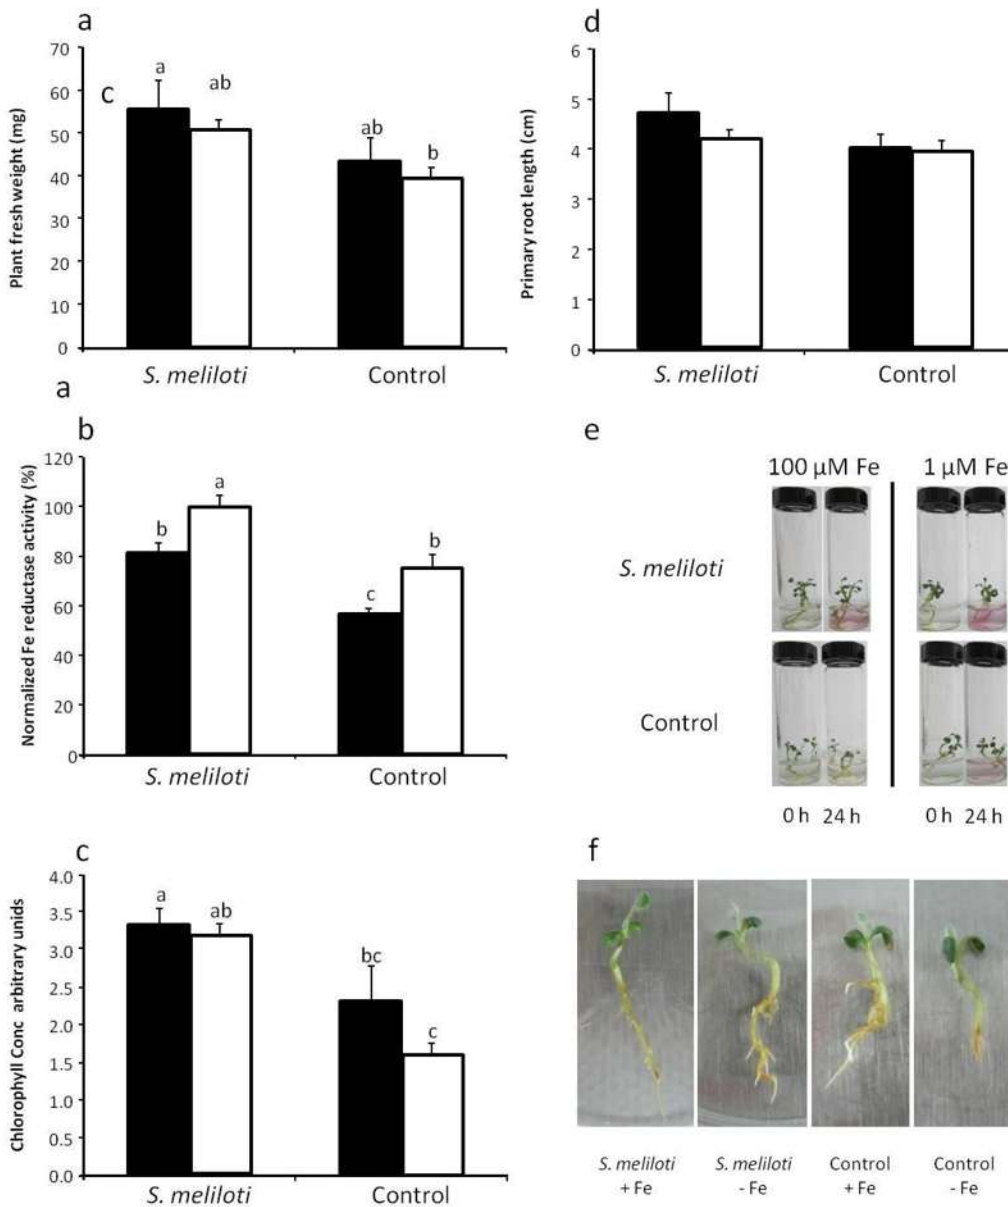 a
Plant fresh weight (mg)
70
60
50
40
30
20
10
0
c
a
ab
ab
b
S. meliloti
Control
a
d
Primary root length (cm)
6
5
4
3
2
1
0
S. meliloti
Control
b
Normalized Fe reductase activity (%)
120
100
80
60
40
20
0
b
a
c
b
S. meliloti
Control
e
100 µM Fe
1 µM Fe
S. meliloti
Control
0 h 24 h
0 h 24 h
c
Chlorophyll Conc arbitrary unids
4.0
3.5
3.0
2.5
2.0
1.5
1.0
0.5
0.0
a
ab
bc
c
S. meliloti
Control
f
S. meliloti
+ Fe
S. meliloti
- Fe
Control
+ Fe
Control
- Fe